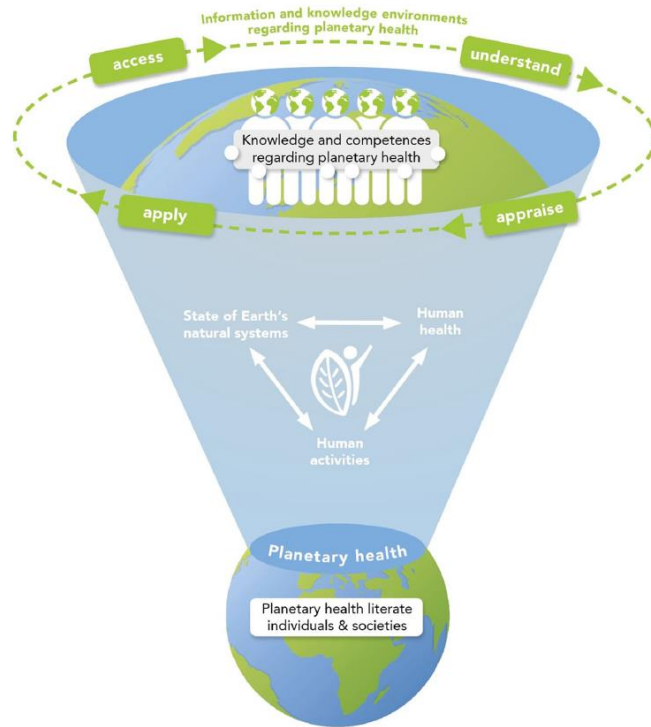 Information and knowledge environments
regarding planetary health
access
understand
Knowledge and competences
regarding planetary health
apply
appraise
State of Earth's
natural systems
Human
health
Human
activities
Planetary health
Planetary health literate
individuals & societies